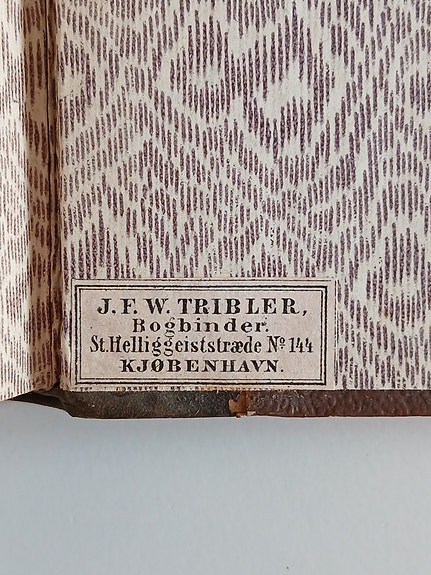 J. F. W. TRIBLER,
Bogbinder.
St. Helliggeiststræde Nº 144
KJØBENHAVN.